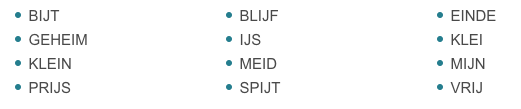 BIJT
GEHEIM
KLEIN
PRIJS
BLIJF
IJS
MEID
SPIJT
EINDE
KLEI
MIJN
VRIJ